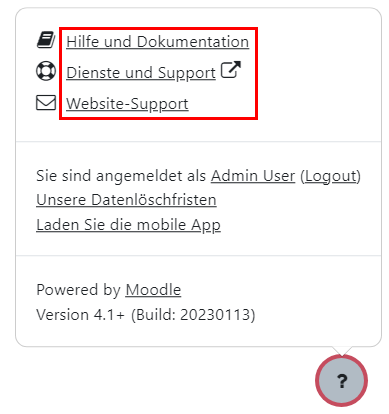 Hilfe und Dokumentation
Dienste und Support
Website-Support
Sie sind angemeldet als Admin User (Logout)
Unsere Datenlöschfristen
Laden Sie die mobile App
Powered by Moodle
Version 4.1+ (Build: 20230113)
?